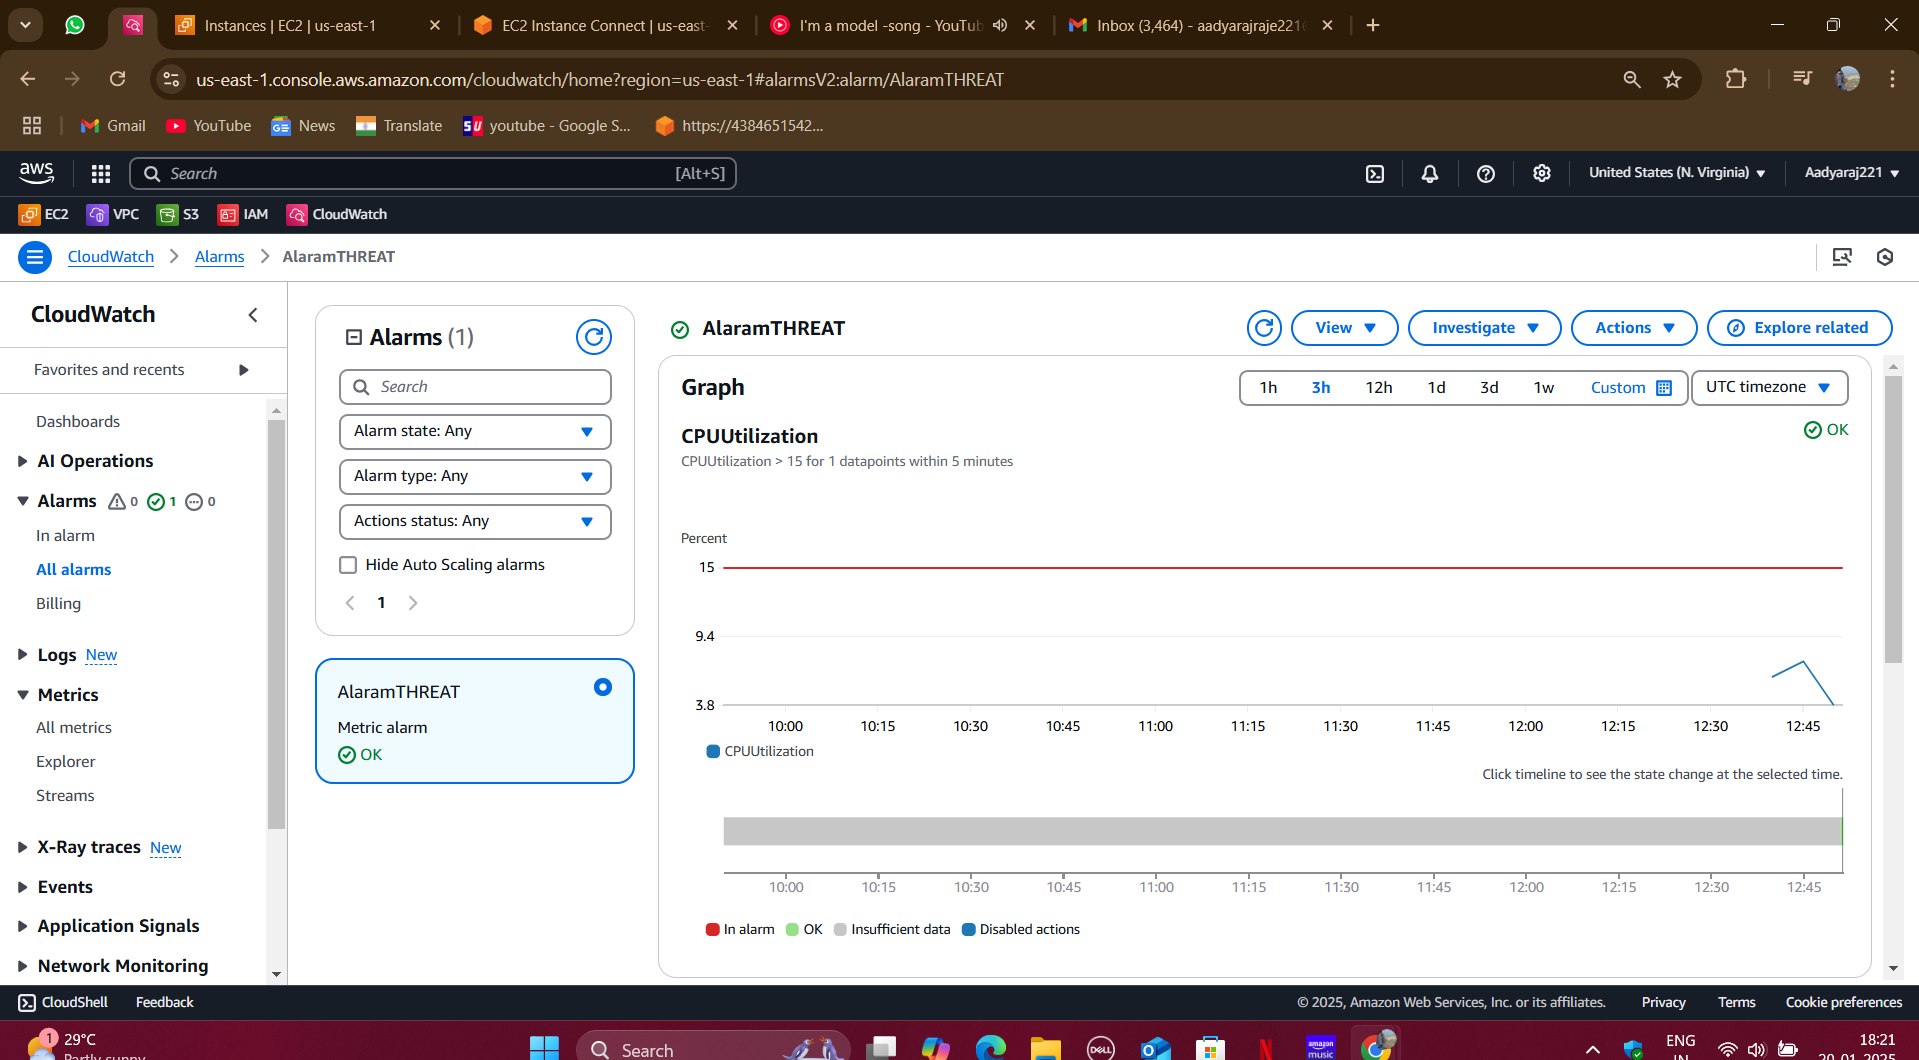 Instances | EC2 | us-east-1
EC2 Instance Connect | us-east-
I'm a model -song - YouTub
Inbox (3,464) - aadyarajraje221
us-east-1.console.aws.amazon.com/cloudwatch/home?region=us-east-1#alarmsV2:alarm/AlaramTHREAT
Gmail
YouTube
News
Translate
youtube - Google S...
https://4384651542...
aws
Search
[Alt+S]
United States (N. Virginia)
Aadyaraj221
EC2
VPC
S3
IAM
CloudWatch
CloudWatch
Alarms
AlaramTHREAT
CloudWatch
Favorites and recents
Dashboards
AI Operations
Alarms 0 1 0
In alarm
All alarms
Billing
Logs New
Metrics
All metrics
Explorer
Streams
X-Ray traces New
Events
Application Signals
Network Monitoring
Alarms (1)
Search
Alarm state: Any
Alarm type: Any
Actions status: Any
Hide Auto Scaling alarms
1
AlaramTHREAT
Metric alarm
OK
AlaramTHREAT
View
Investigate
Actions
Explore related
Graph
1h 3h 12h 1d 3d 1w Custom
UTC timezone
CPUUtilization
OK
CPUUtilization > 15 for 1 datapoints within 5 minutes
Percent
15
9.4
3.8
10:00 10:15 10:30 10:45 11:00 11:15 11:30 11:45 12:00 12:15 12:30 12:45
CPUUtilization
Click timeline to see the state change at the selected time.
10:00 10:15 10:30 10:45 11:00 11:15 11:30 11:45 12:00 12:15 12:30 12:45
In alarm OK Insufficient data Disabled actions
CloudShell
Feedback
© 2025, Amazon Web Services, Inc. or its affiliates.
Privacy
Terms
Cookie preferences
1
29°C
Partly sunny
Search
DELL
amazon music
ENG
IN
18:21
20-01-2025